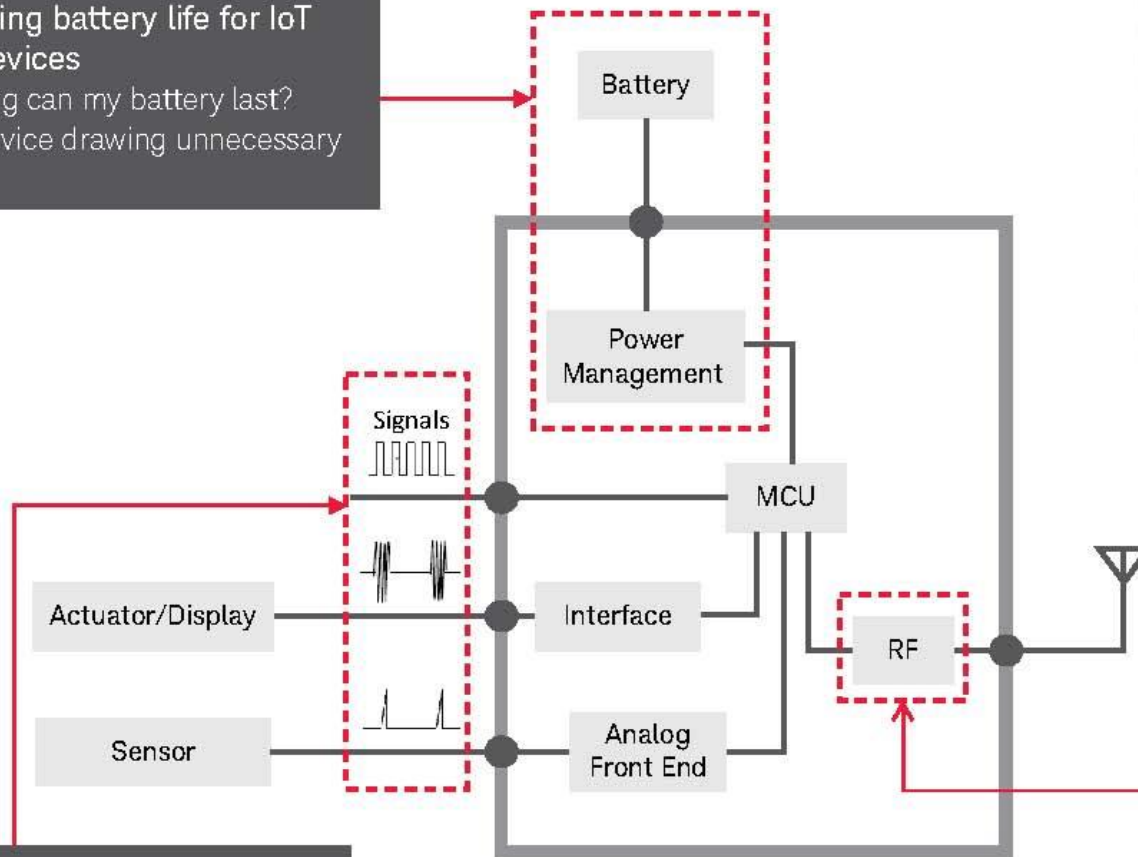 ing battery life for IoT
evices
g can my battery last?
vice drawing unnecessary
Battery
Power
Management
Signals
MCU
Actuator/Display
Interface
RF
Sensor
Analog
Front End